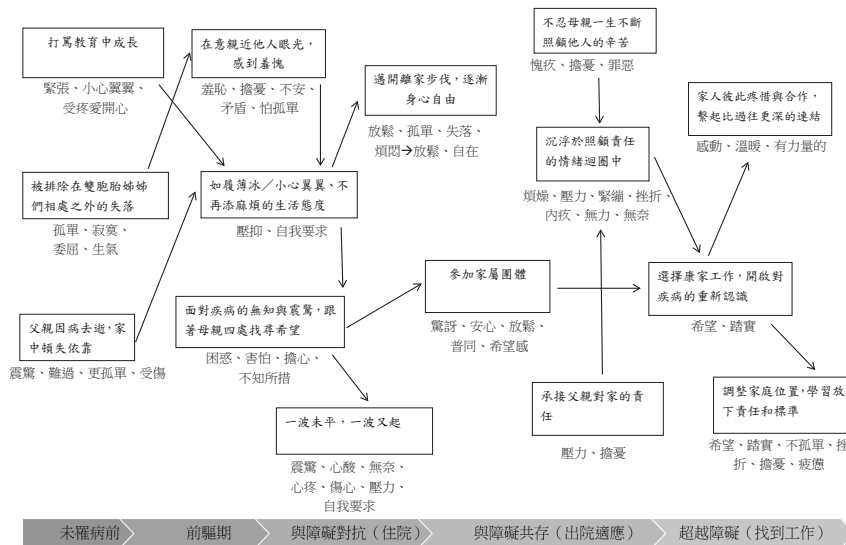 打罵教育中成長
緊張、小心翼翼、
受疼愛開心
被排除在雙胞胎姊姊
們相處之外的失落
孤單、寂寞、
委屈、生氣
父親因病去逝，家
中頓失依靠
震驚、難過、更孤單、受傷
在意親近他人眼光，
感到羞愧
羞恥、擔憂、不安、
矛盾、怕孤單
如履薄冰／小心翼翼、不
再添麻煩的生活態度
壓抑、自我要求
面對疾病的無知與震驚，跟
著母親四處找尋希望
困惑、害怕、擔心、
不知所措
一波未平，一波又起
震驚、心酸、無奈、
心疼、傷心、壓力、
自我要求
邁開離家步伐，逐漸
身心自由
放鬆、孤單、失落、
煩悶→放鬆、自在
參加家屬團體
驚訝、安心、放鬆、
普同、希望感
不忍母親一生不斷
照顧他人的辛苦
愧疚、擔憂、罪惡
沉浮於照顧責任
的情緒迴圈中
煩燥、壓力、緊繃、挫折、
內疚、無力、無奈
承接父親對家的責
任
壓力、擔憂
家人彼此疼惜與合作，
繫起比過往更深的連結
感動、溫暖、有力量的
選擇康家工作，開啟對
疾病的重新認識
希望、踏實
調整家庭位置，學習放
下責任和標準
希望、踏實、不孤單、挫
折、擔憂、疲憊
未罹病前
前驅期
與障礙對抗（住院）
與障礙共存（出院適應）
超越障礙（找到工作）